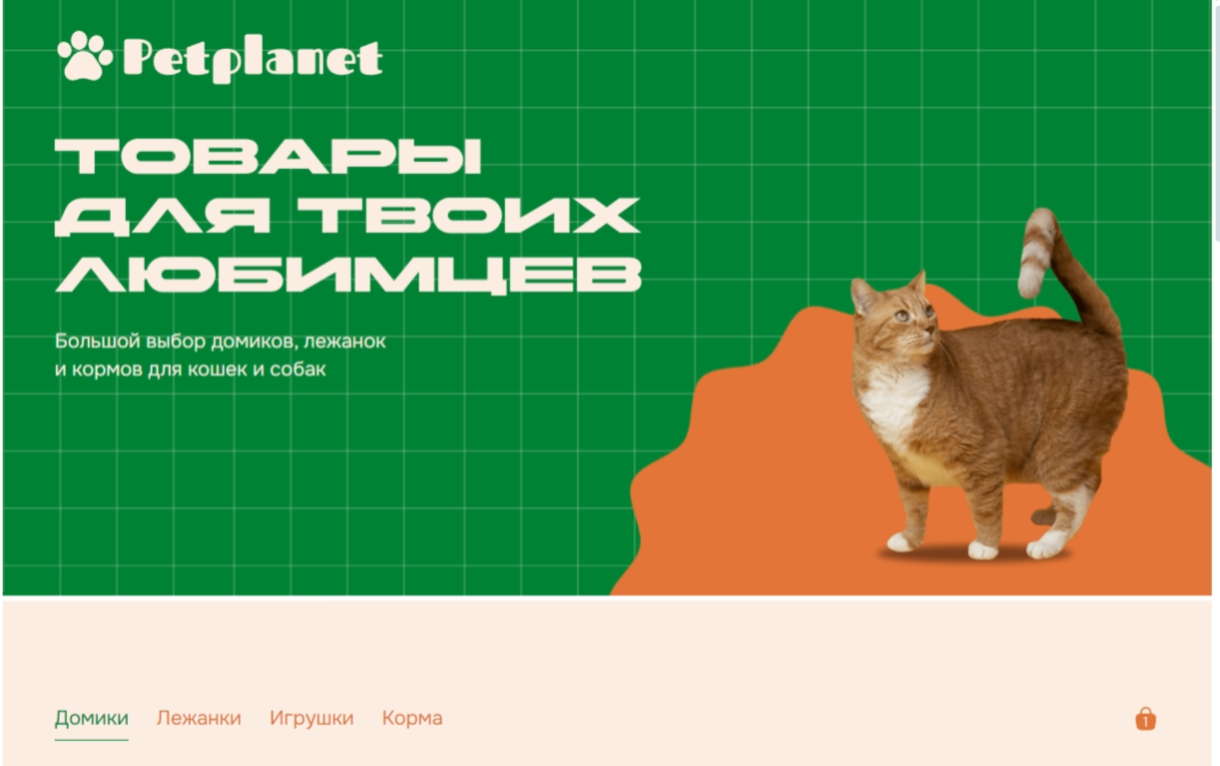 Petplanet
ТОВАРЫ
ДЛЯ ТВОИХ
ЛЮБИМЦЕВ
Большой выбор домиков, лежанок
и кормов для кошек и собак
Домики Лежанки Игрушки Корма 1